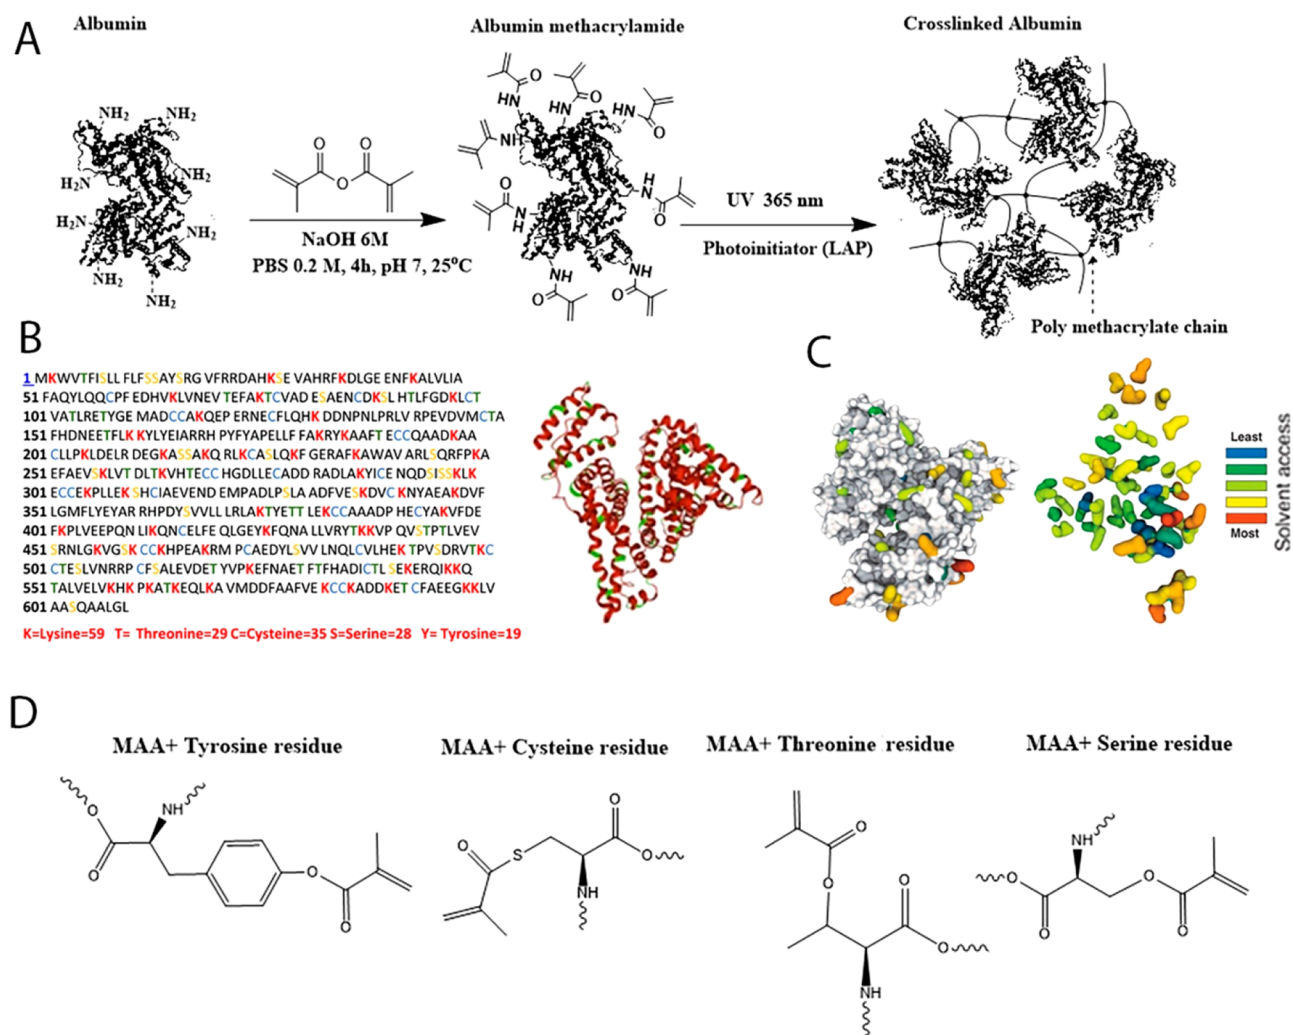 A
Albumin
Albumin methacrylamide
Crosslinked Albumin
NH2
NH2
H2N
NH2
H2N
NH2
NH2
NH2
O
O
O
NaOH 6M
PBS 0.2 M, 4h, pH 7, 25°C
O
HN
O
HN
HN
O
O
NH
O
N
H
H
N
O
NH
O
NH
O
UV 365 nm
Photoinitiator (LAP)
Poly methacrylate chain
B
1 MKWVTFISLL FLFSSAYSRG VFRRDAHKSE VAHRFKDLGE ENFKALVLIA
51 FAQYLQQCPF EDHVKLVNEV TEFAKTCVAD ESAENCDKSL HTLFGDKLCT
101 VATLRETYGE MADCCAKQEP ERNECFLQHK DDNPNLPRLV RPEVDVMCTA
151 FHDNEETFLK KYLYEIARRH PYFYAPELLF FAKRYKAAFT ECCQAADKAA
201 CLLPKLDELR DEGKASSAKQ RLKCASLQKF GERAFKAWAV ARLSQRFPKA
251 EFAEVSKLVT DLTKVHTECC HGDLLECADD RADLAKYICE NQDSISSKLK
301 ECCEKPLLEK SHCIAEVEND EMPADLPSLA ADFVESKDVC KNYAEAKDVF
351 LGMFLYEYAR RHPDYSVVLL LRLAKTYETT LEKCCAAADP HECYAKVFDE
401 FKPLVEEPQN LIKQNCELFE QLGEYKFQNA LLVRYTKKVP QVSTPTLVEV
451 SRNLGKVGSK CCKHPEAKRM PCAEDYLSVV LNQLCVLHEK TPVSDRVTKC
501 CTESLVNRRP CFSALEVDET YVPKEFNAET FTFHADICTL SEKERQIKKQ
551 TALVELVKHK PKATKEQLKA VMDDFAAFVE KCCKADDKET CFAEEGKKLV
601 AASQAALGL
K=Lysine=59 T= Threonine=29 C=Cysteine=35 S=Serine=28 Y= Tyrosine=19
C
Least
Most
Solvent access
D
MAA+ Tyrosine residue
MAA+ Cysteine residue
MAA+ Threonine residue
MAA+ Serine residue
O
NH
O
O
O
O
S
O
O
NH
O
O
O
O
NH
O
NH
O
O
O